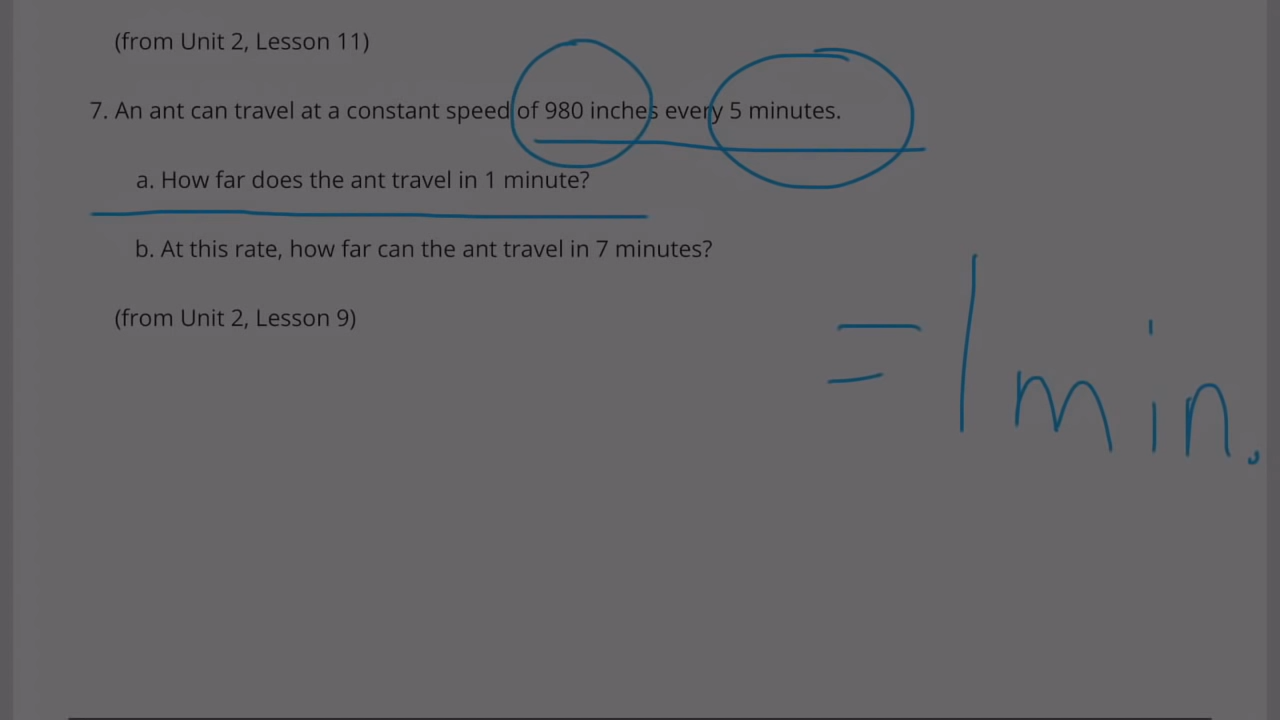 (from Unit 2, Lesson 11)
7. An ant can travel at a constant speed of 980 inches every 5 minutes.
a. How far does the ant travel in 1 minute?
b. At this rate, how far can the ant travel in 7 minutes?
(from Unit 2, Lesson 9)
= 1 min.